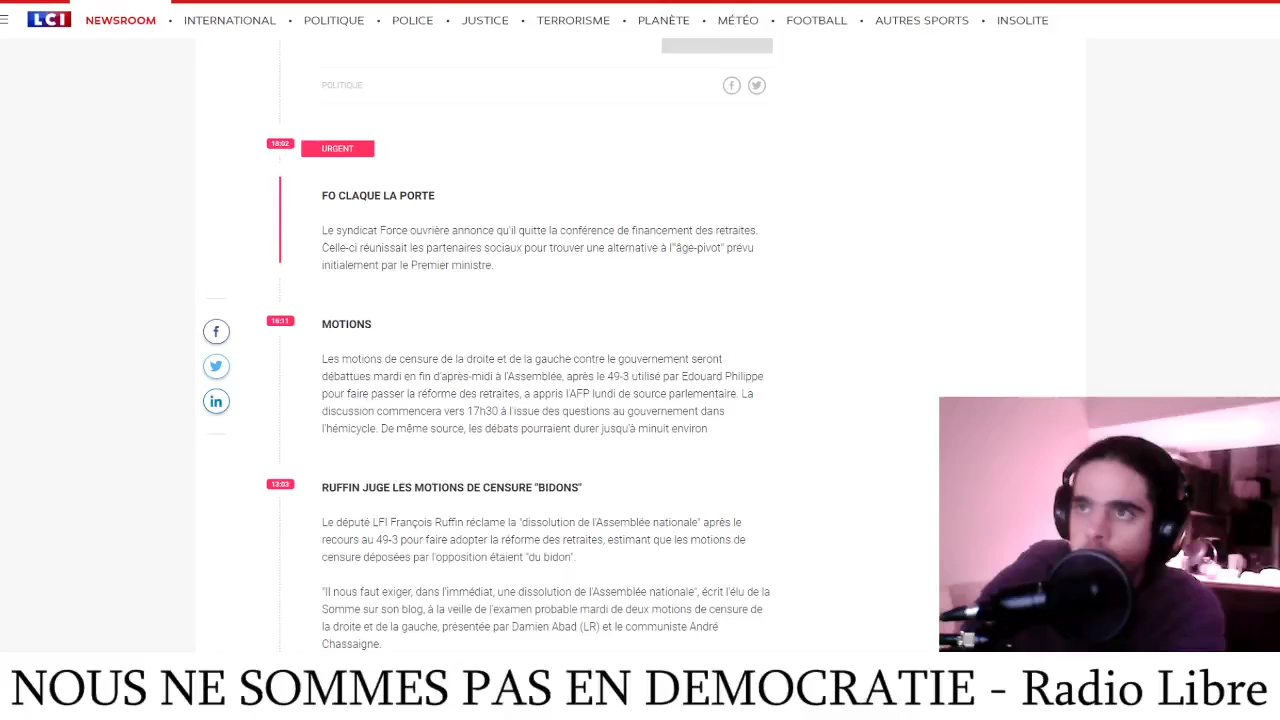 LCI NEWSROOM • INTERNATIONAL • POLITIQUE • POLICE • JUSTICE • TERRORISME • PLANÈTE • MÉTÉO • FOOTBALL • AUTRES SPORTS • INSOLITE
POLITIQUE
18:02 URGENT
FO CLAQUE LA PORTE
Le syndicat Force ouvrière annonce qu'il quitte la conférence de financement des retraites.
Celle-ci réunissait les partenaires sociaux pour trouver une alternative à l'"âge-pivot" prévu
initialement par le Premier ministre.
16:11 MOTIONS
Les motions de censure de la droite et de la gauche contre le gouvernement seront
débattues mardi en fin d'après-midi à l'Assemblée, après le 49-3 utilisé par Edouard Philippe
pour faire passer la réforme des retraites, a appris l'AFP lundi de source parlementaire. La
discussion commencera vers 17h30 à l'issue des questions au gouvernement dans
l'hémicycle. De même source, les débats pourraient durer jusqu'à minuit environ
13:03 RUFFIN JUGE LES MOTIONS DE CENSURE "BIDONS"
Le député LFI François Ruffin réclame la "dissolution de l'Assemblée nationale" après le
recours au 49-3 pour faire adopter la réforme des retraites, estimant que les motions de
censure déposées par l'opposition étaient "du bidon".
"Il nous faut exiger, dans l'immédiat, une dissolution de l'Assemblée nationale", écrit l'élu de la
Somme sur son blog, à la veille de l'examen probable mardi de deux motions de censure de
la droite et de la gauche, présentée par Damien Abad (LR) et le communiste André
Chassaigne.
NOUS NE SOMMES PAS EN DEMOCRATIE - Radio Libre